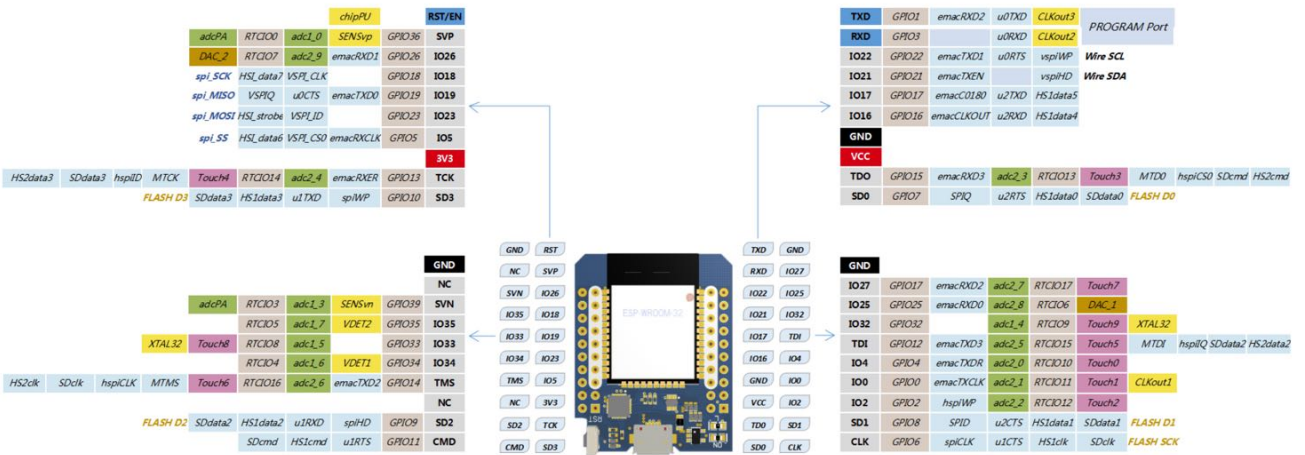 chipPU RST/EN
adcPA RTCIO0 adc1_0 SENSvp GPIO36 SVP
DAC_2 RTCIO7 adc2_9 emacRXD1 GPIO26 IO26
spi_SCK HSI_data7 VSPI_CLK GPIO18 IO18
spi_MISO VSPIQ u0CTS emacTXD0 GPIO19 IO19
spi_MOSI HSI_strobe VSPI_ID GPIO23 IO23
spi_SS HSI_data6 VSPI_CS0 emacRXCLK GPIO5 IO5
3V3
HS2data3 SDdata3 hspiID MTCK Touch4 RTCIO14 adc2_4 emacRXER GPIO13 TCK
FLASH D3 SDdata3 HS1data3 u1TXD spiWP GPIO10 SD3
TXD GPIO1 emacRXD2 u0TXD CLKout3 PROGRAM Port
RXD GPIO3 u0RXD CLKout2
IO22 GPIO22 emacTXD1 u0RTS vspiWP Wire SCL
IO21 GPIO21 emacTXEN vspiHD Wire SDA
IO17 GPIO17 emacC0180 u2TXD HS1data5
IO16 GPIO16 emacCLKOUT u2RXD HS1data4
GND
VCC
TDO GPIO15 emacRXD3 adc2_3 RTCIO13 Touch3 MTD0 hspiCS0 SDcmd HS2cmd
SD0 GPIO7 SPIQ u2RTS HS1data0 SDdata0 FLASH D0
GND
NC
adcPA RTCIO3 adc1_3 SENSvn GPIO39 SVN
RTCIO5 adc1_7 VDET2 GPIO35 IO35
XTAL32 Touch8 RTCIO8 adc1_5 GPIO33 IO33
RTCIO4 adc1_6 VDET1 GPIO34 IO34
HS2clk SDclk hspiCLK MTMS Touch6 RTCIO16 adc2_6 emacTXD2 GPIO14 TMS
NC
FLASH D2 SDdata2 HS1data2 u1RXD spiHD GPIO9 SD2
SDcmd HS1cmd u1RTS GPIO11 CMD
GND RST
NC SVP
SVN IO26
IO35 IO18
IO33 IO19
IO34 IO23
TMS IO5
NC 3V3
SD2 TCK
CMD SD3
ESP-WROOM-32
RST
ON
TXD GND
RXD IO27
IO22 IO25
IO21 IO32
IO17 TDI
IO16 IO4
GND IO0
VCC IO2
TD0 SD1
SD0 CLK
GND
IO27 GPIO17 emacRXD2 adc2_7 RTCIO17 Touch7
IO25 GPIO25 emacRXD0 adc2_8 RTCIO6 DAC_1
IO32 GPIO32 adc1_4 RTCIO9 Touch9 XTAL32
TDI GPIO12 emacTXD3 adc2_5 RTCIO15 Touch5 MTDI hspiIQ SDdata2 HS2data2
IO4 GPIO4 emacTXDR adc2_0 RTCIO10 Touch0
IO0 GPIO0 emacTXCLK adc2_1 RTCIO11 Touch1 CLKout1
IO2 GPIO2 hspiWP adc2_2 RTCIO12 Touch2
SD1 GPIO8 SPID u2CTS HS1data1 SDdata1 FLASH D1
CLK GPIO6 spiCLK u1CTS HS1clk SDclk FLASH SCK